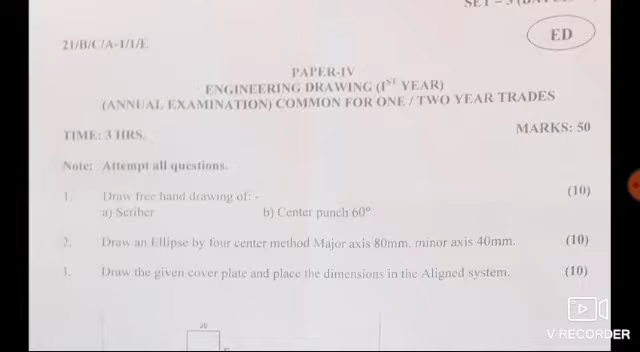 SET - 3
21/B/C/A-1/1/E
ED
PAPER-IV
ENGINEERING DRAWING (IST YEAR)
(ANNUAL EXAMINATION) COMMON FOR ONE / TWO YEAR TRADES
TIME: 3 HRS.
MARKS: 50
Note: Attempt all questions.
1. Draw free hand drawing of: - (10)
a) Scriber b) Center punch 60°
2. Draw an Ellipse by four center method Major axis 80mm, minor axis 40mm. (10)
3. Draw the given cover plate and place the dimensions in the Aligned system. (10)
20
V RECORDER